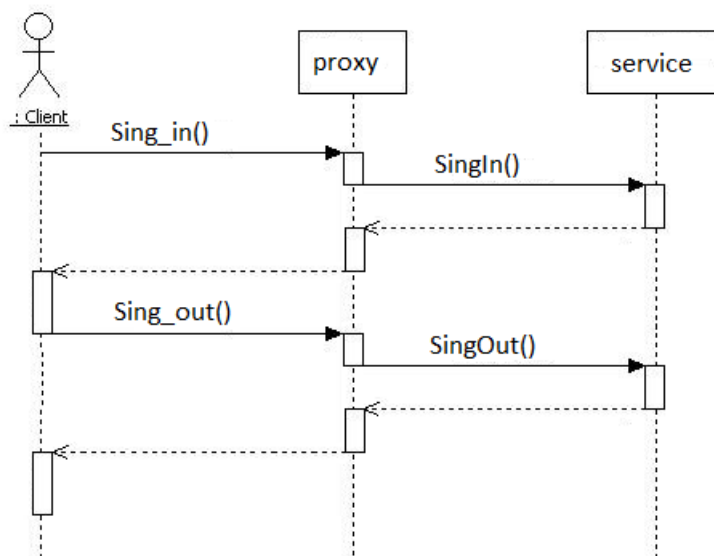 proxy
service
: Client
Sing_in()
SingIn()
Sing_out()
SingOut()